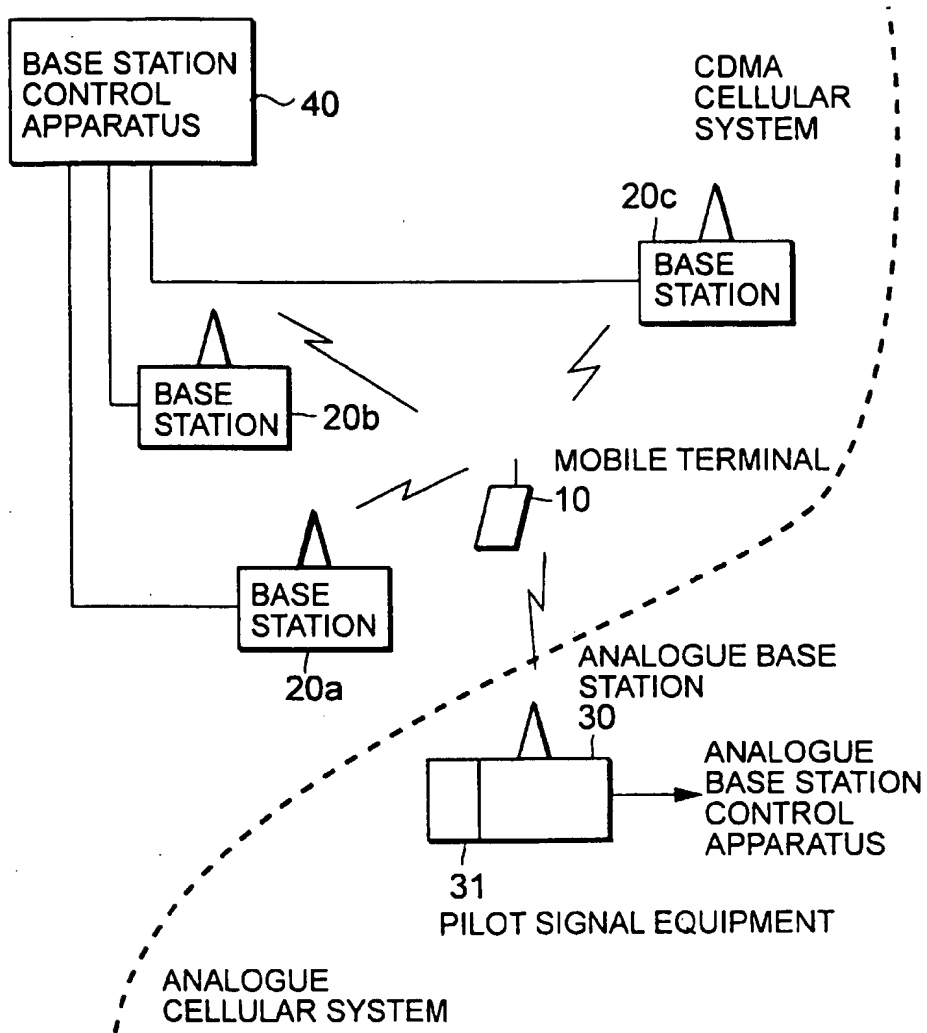 BASE STATION
CONTROL
APPARATUS
40
CDMA
CELLULAR
SYSTEM
20c
BASE
STATION
BASE
STATION
20b
MOBILE TERMINAL
10
BASE
STATION
20a
ANALOGUE BASE
STATION
30
ANALOGUE
BASE STATION
CONTROL
APPARATUS
31
PILOT SIGNAL EQUIPMENT
ANALOGUE
CELLULAR SYSTEM